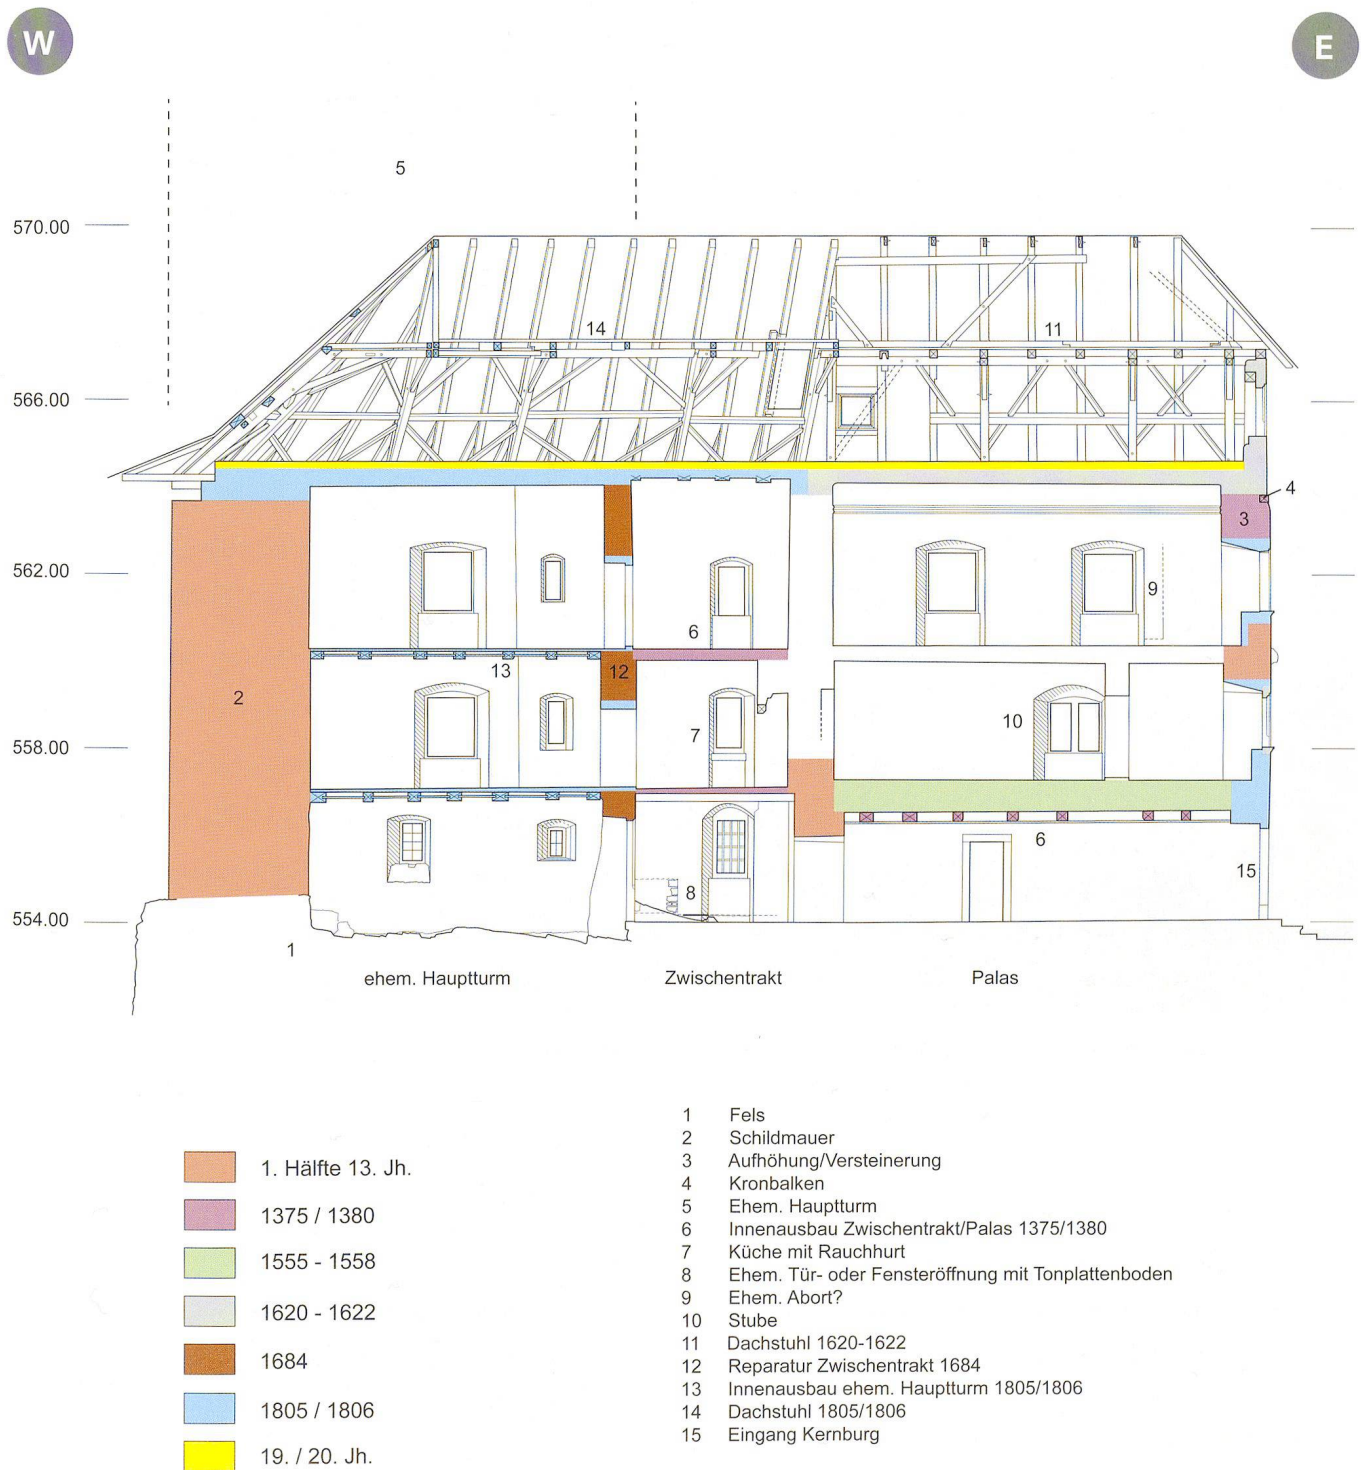 W
E
5
570.00
14
11
566.00
4
3
562.00
9
6
13
12
2
10
7
558.00
6
15
8
554.00
1
ehem. Hauptturm
Zwischentrakt
Palas
1. Hälfte 13. Jh.
1375 / 1380
1555 - 1558
1620 - 1622
1684
1805 / 1806
19. / 20. Jh.
1 Fels
2 Schildmauer
3 Aufhöhung/Versteinerung
4 Kronbalken
5 Ehem. Hauptturm
6 Innenausbau Zwischentrakt/Palas 1375/1380
7 Küche mit Rauchhurt
8 Ehem. Tür- oder Fensteröffnung mit Tonplattenboden
9 Ehem. Abort?
10 Stube
11 Dachstuhl 1620-1622
12 Reparatur Zwischentrakt 1684
13 Innenausbau ehem. Hauptturm 1805/1806
14 Dachstuhl 1805/1806
15 Eingang Kernburg